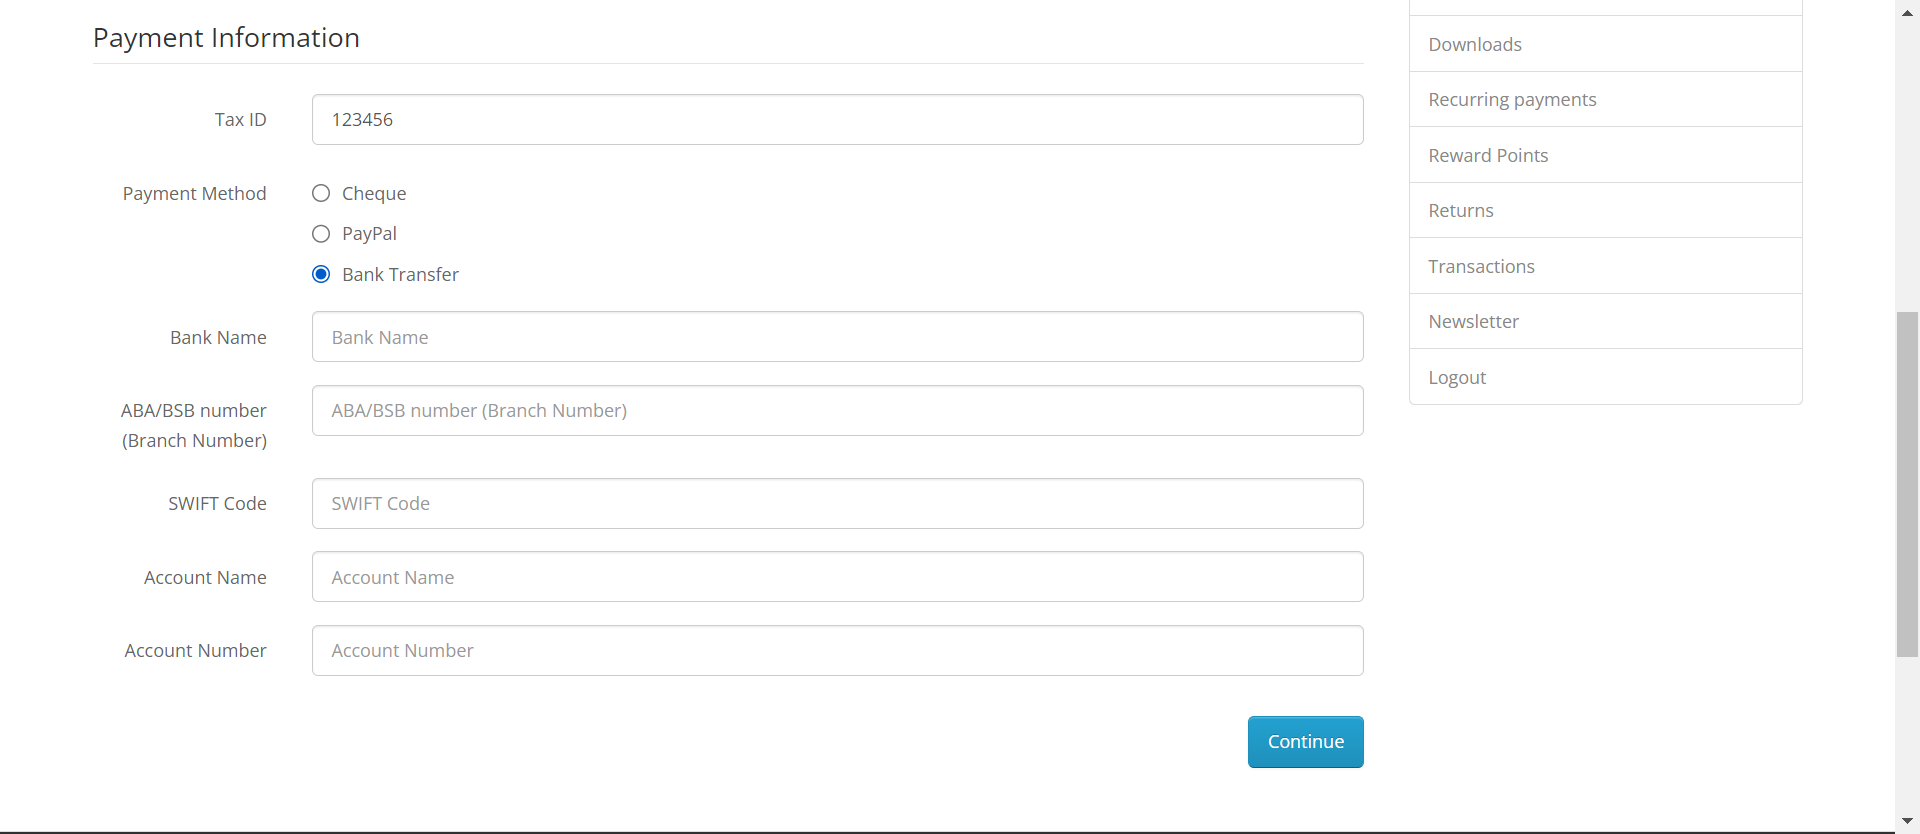 Payment Information
Tax ID
123456
Payment Method
Cheque
PayPal
Bank Transfer
Bank Name
Bank Name
ABA/BSB number
(Branch Number)
ABA/BSB number (Branch Number)
SWIFT Code
SWIFT Code
Account Name
Account Name
Account Number
Account Number
Continue
Downloads
Recurring payments
Reward Points
Returns
Transactions
Newsletter
Logout